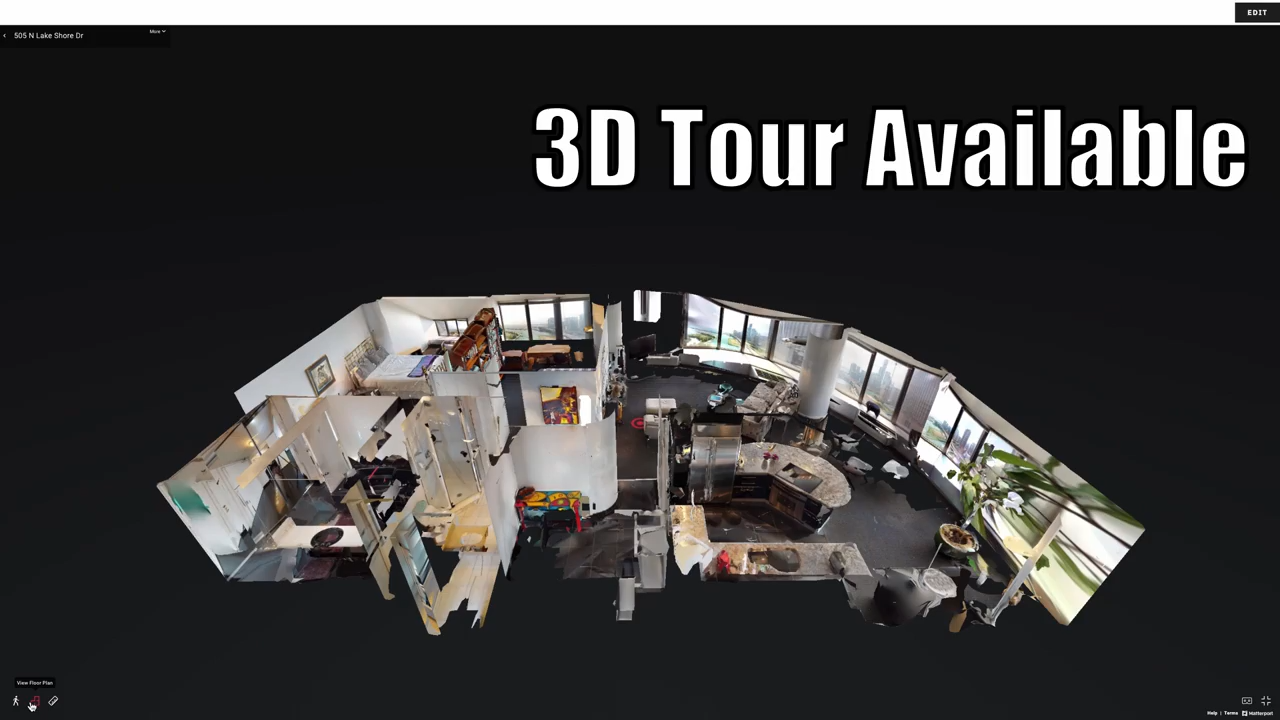 EDIT
505 N Lake Shore Dr
More
3D Tour Available
View Floor Plan
Help | Terms Matterport